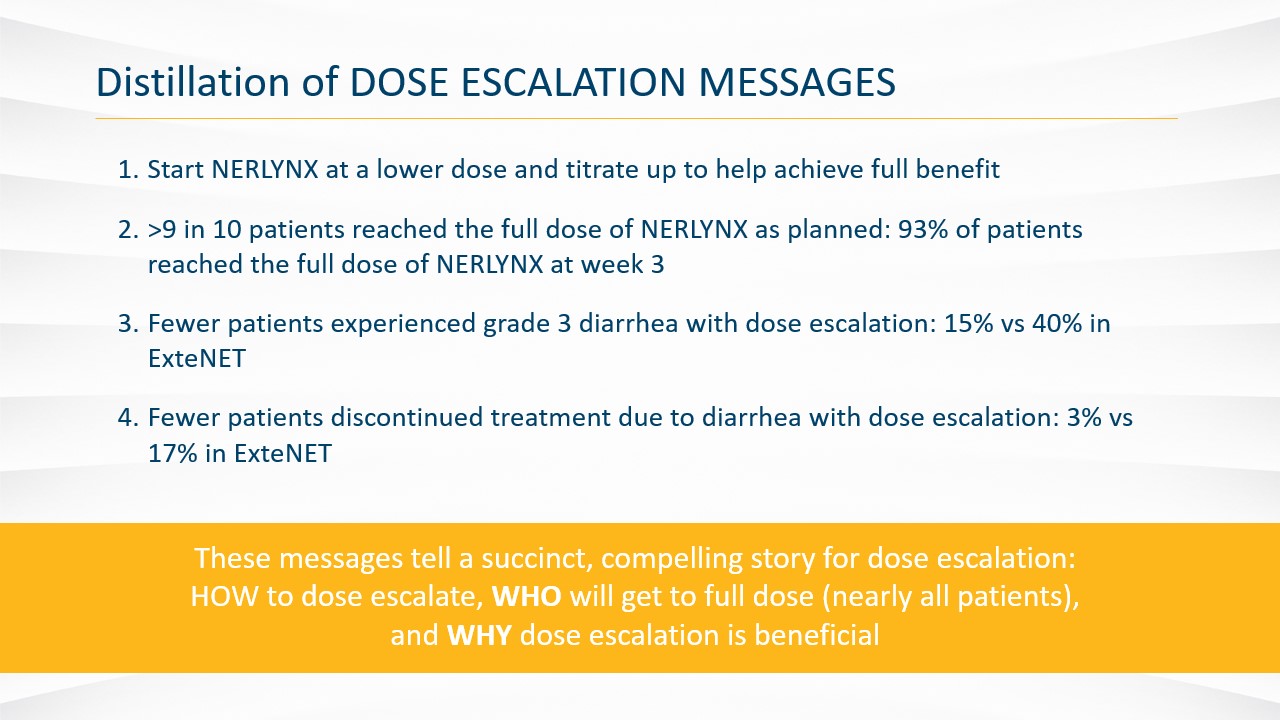 Distillation of DOSE ESCALATION MESSAGES
1. Start NERLYNX at a lower dose and titrate up to help achieve full benefit
2. >9 in 10 patients reached the full dose of NERLYNX as planned: 93% of patients
reached the full dose of NERLYNX at week 3
3. Fewer patients experienced grade 3 diarrhea with dose escalation: 15% vs 40% in
ExteNET
4. Fewer patients discontinued treatment due to diarrhea with dose escalation: 3% vs
17% in ExteNET
These messages tell a succinct, compelling story for dose escalation:
HOW to dose escalate, WHO will get to full dose (nearly all patients),
and WHY dose escalation is beneficial